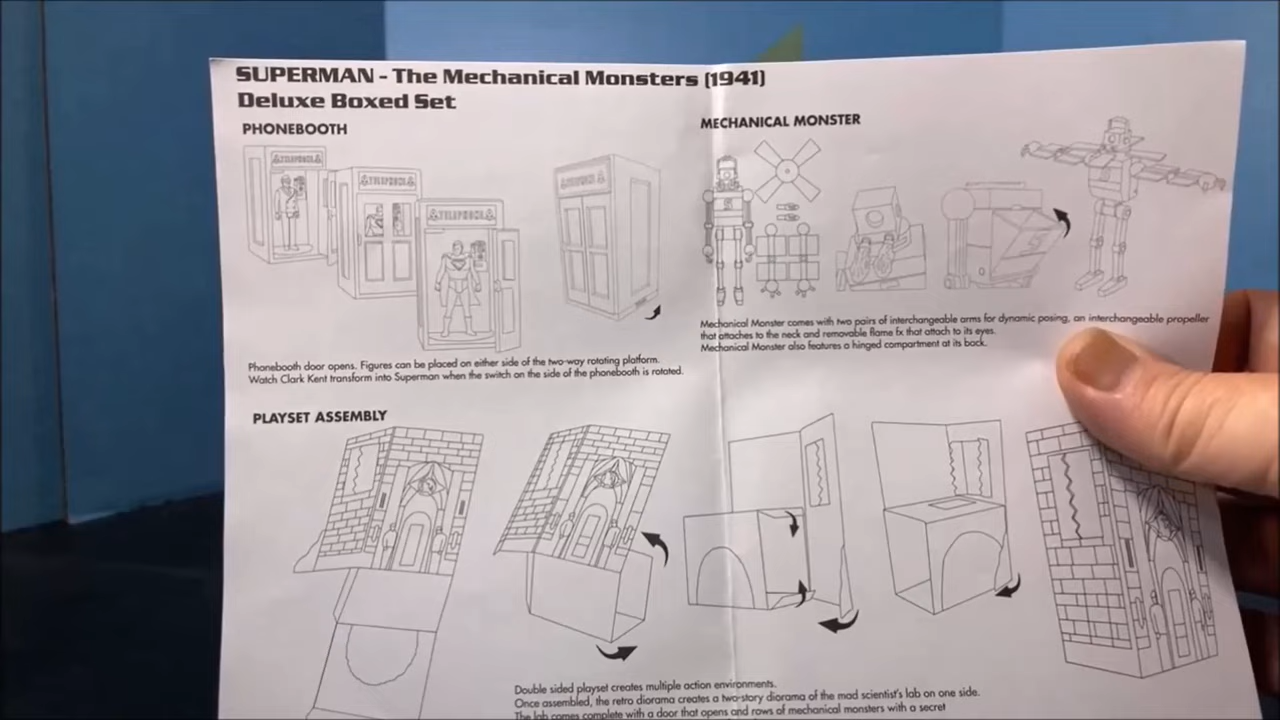 SUPERMAN - The Mechanical Monsters (1941)
Deluxe Boxed Set
PHONEBOOTH
TELEPHONE
TELEPHONE
TELEPHONE
TELEPHONE
Phonebooth door opens. Figures can be placed on either side of the two-way rotating platform.
Watch Clark Kent transform into Superman when the switch on the side of the phonebooth is rotated.
MECHANICAL MONSTER
Mechanical Monster comes with two pairs of interchangeable arms for dynamic posing, an interchangeable propeller
that attaches to the neck and removable flame fx that attach to its eyes.
Mechanical Monster also features a hinged compartment at its back.
PLAYSET ASSEMBLY
Double sided playset creates multiple action environments.
Once assembled, the retro diorama creates a two-story diorama of the mad scientist's lab on one side.
The lab comes complete with a door that opens and rows of mechanical monsters with a secret